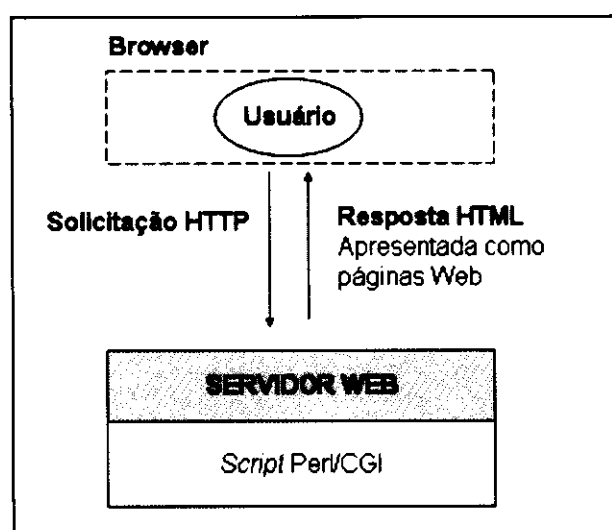 Browser
Usuário
Solicitação HTTP
Resposta HTML
Apresentada como
páginas Web
SERVIDOR WEB
Script Perl/CGI